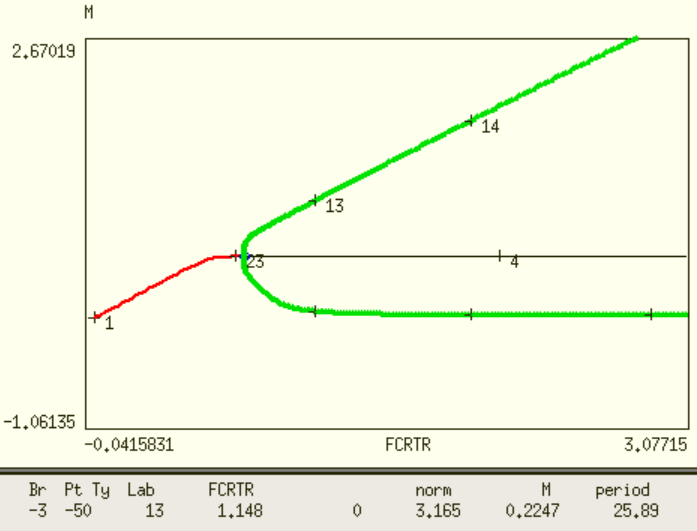 M
2.67019
14
13
23
4
1
-1.06135
-0.0415831 FCRTR 3.07715
Br Pt Ty Lab FCRTR norm M period
-3 -50 13 1.148 0 3.165 0.2247 25.89